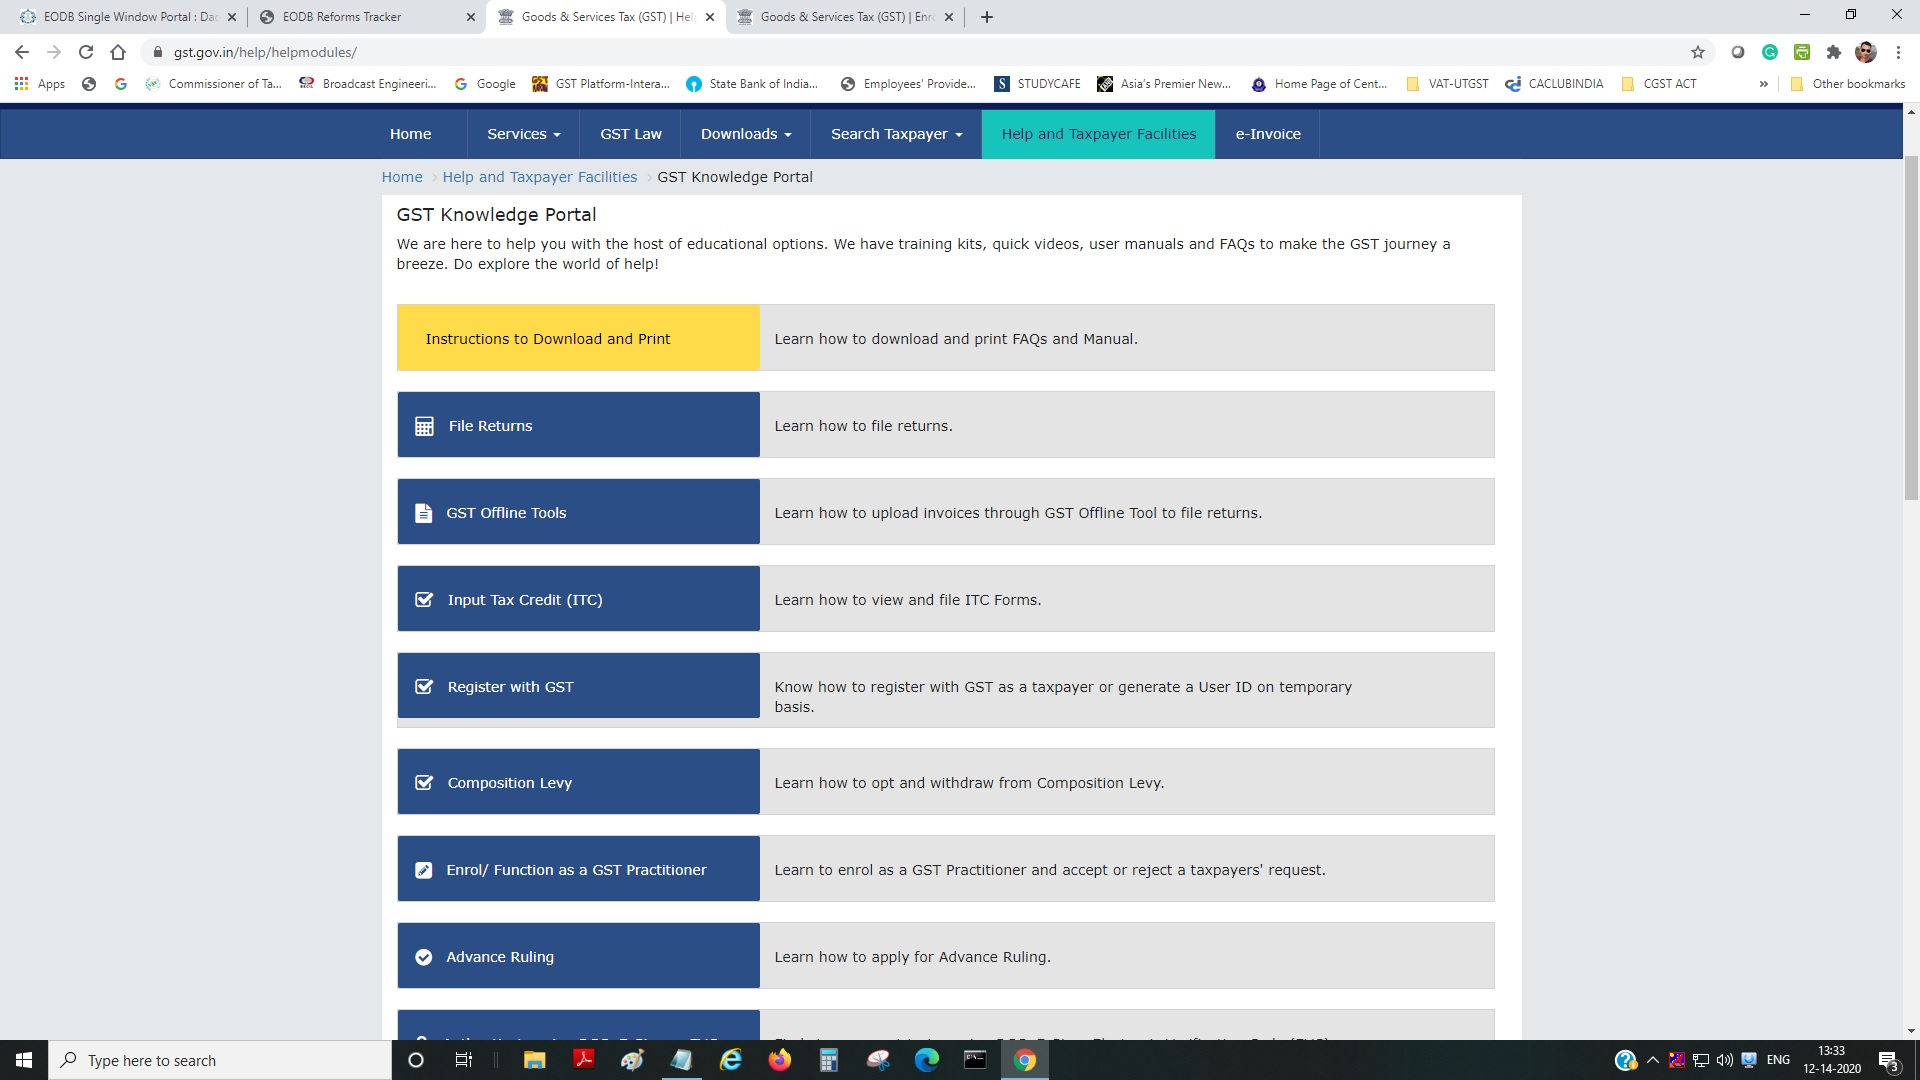 EODB Single Window Portal : Da
EODB Reforms Tracker
Goods & Services Tax (GST) | Hel
Goods & Services Tax (GST) | Enr
gst.gov.in/help/helpmodules/
Apps
Commissioner of Ta...
Broadcast Engineeri...
Google
GST Platform-Intera...
State Bank of India...
Employees' Provide...
STUDYCAFE
Asia's Premier New...
Home Page of Cent...
VAT-UTGST
CACLUBINDIA
CGST ACT
»
Other bookmarks
Home
Services
GST Law
Downloads
Search Taxpayer
Help and Taxpayer Facilities
e-Invoice
Home > Help and Taxpayer Facilities > GST Knowledge Portal
GST Knowledge Portal
We are here to help you with the host of educational options. We have training kits, quick videos, user manuals and FAQs to make the GST journey a
breeze. Do explore the world of help!
Instructions to Download and Print
Learn how to download and print FAQs and Manual.
File Returns
Learn how to file returns.
GST Offline Tools
Learn how to upload invoices through GST Offline Tool to file returns.
Input Tax Credit (ITC)
Learn how to view and file ITC Forms.
Register with GST
Know how to register with GST as a taxpayer or generate a User ID on temporary
basis.
Composition Levy
Learn how to opt and withdraw from Composition Levy.
Enrol/ Function as a GST Practitioner
Learn to enrol as a GST Practitioner and accept or reject a taxpayers' request.
Advance Ruling
Learn how to apply for Advance Ruling.
Type here to search
ENG
13:33
12-14-2020
3